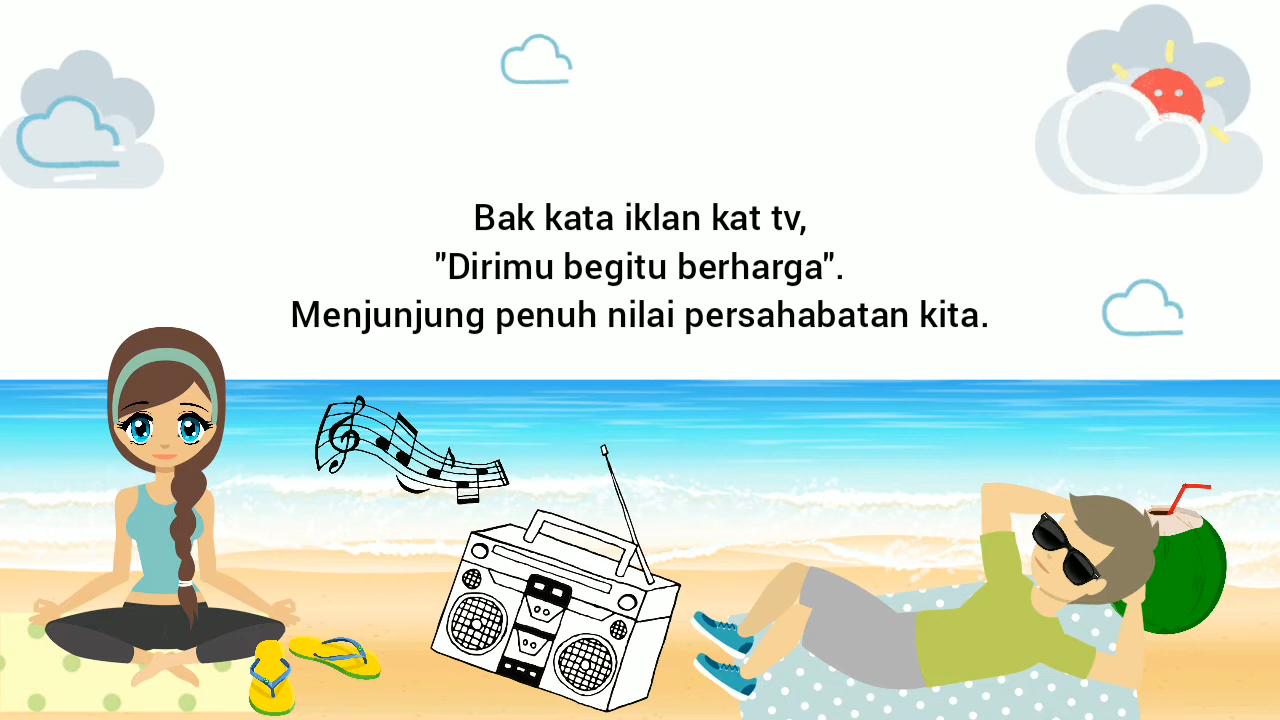 Bak kata iklan kat tv,
"Dirimu begitu berharga".
Menjunjung penuh nilai persahabatan kita.